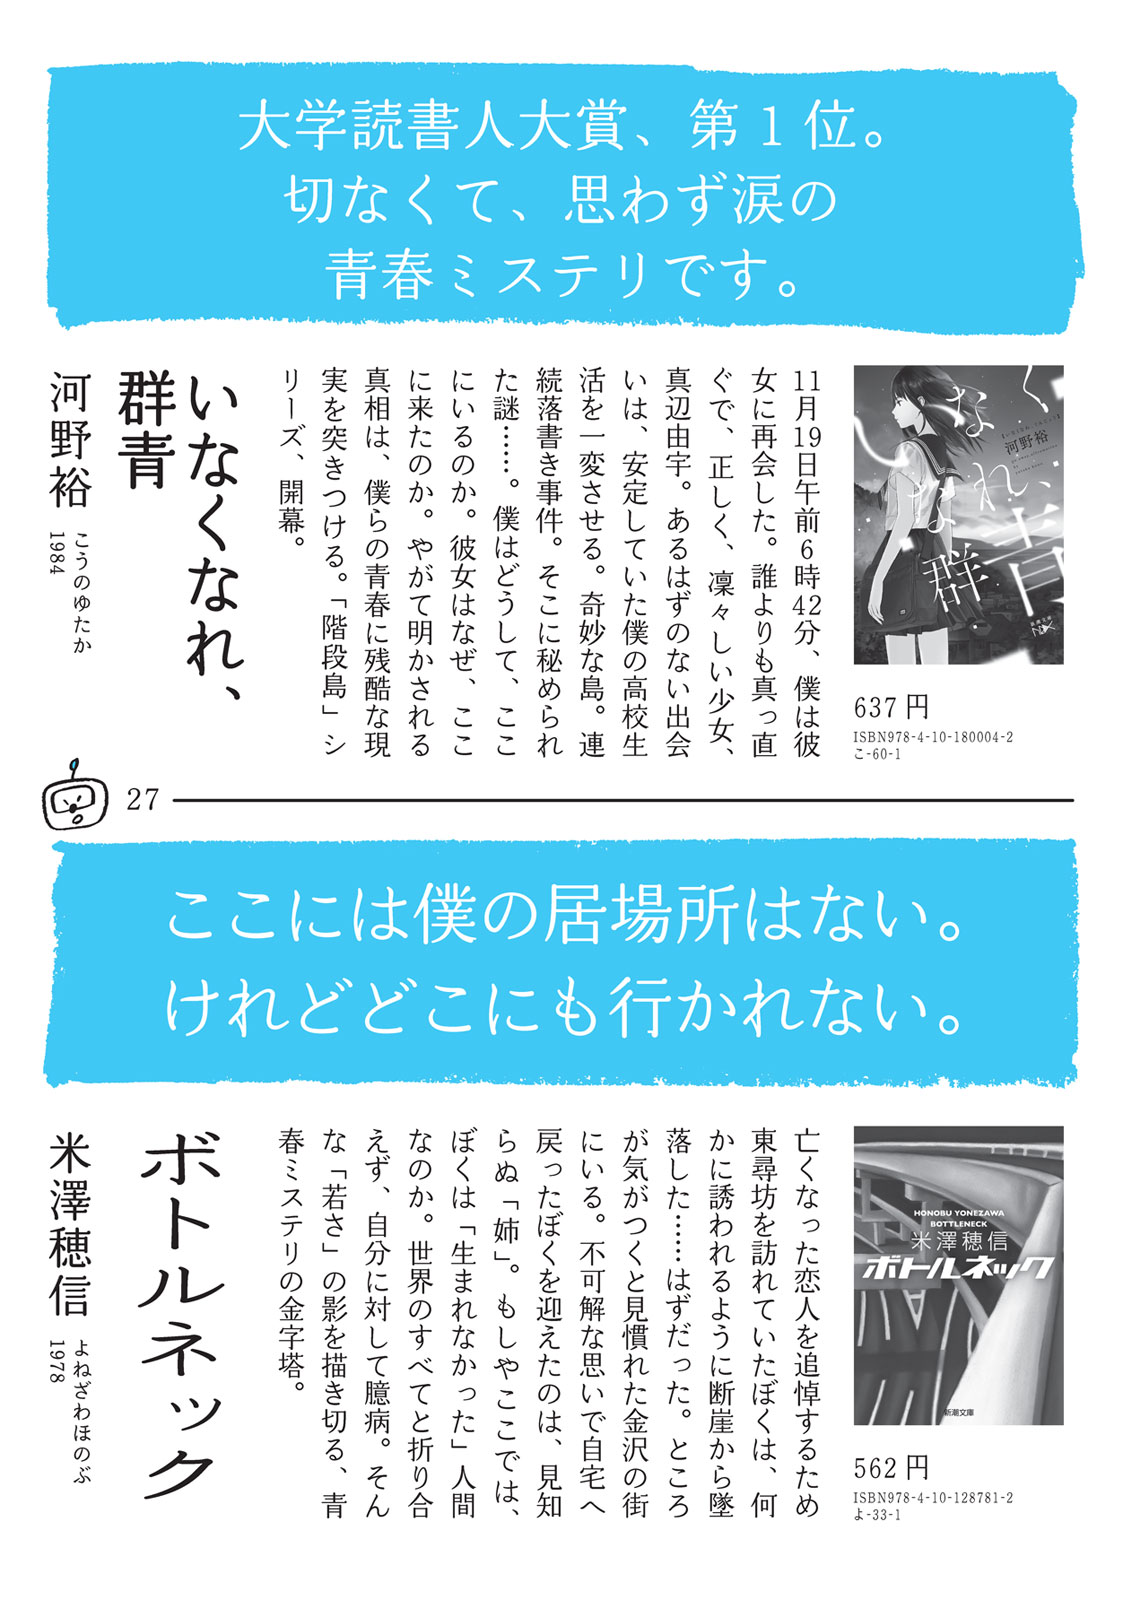 大学読書人大賞、第1位。
切なくて、思わず涙の
青春ミステリです。
いなくなれ、群青
河野裕
HONOBU
637円
ISBN978-4-10-180004-2
こ-60-1
11月19日午前6時42分、僕は彼
女に再会した。誰よりも真っ直
ぐで、正しく、凜々しい少女、
真辺由宇。あるはずのない出会
いは、安定していた僕の高校生
活を一変させる。奇妙な島。連
続落書き事件。そこに秘められ
た謎……。僕はどうして、ここ
にいるのか。彼女はなぜ、ここ
に来たのか。やがて明かされる
真相は、僕らの青春に残酷な現
実を突きつける。「階段島」シ
リーズ、開幕。
いなくなれ、
群青
河野裕
こうのゆたか
1984
27
ここには僕の居場所はない。
けれどどこにも行かれない。
HONOBU YONEZAWA
BOTTLENECK
米澤穂信
ボトルネック
新潮文庫
562円
ISBN978-4-10-128781-2
よ-33-1
亡くなった恋人を追悼するため
東尋坊を訪れていたぼくは、何
かに誘われるように断崖から墜
落した……はずだった。ところ
が気がつくと見慣れた金沢の街
にいる。不可解な思いで自宅へ
戻ったぼくを迎えたのは、見知
らぬ「姉」。もしやここでは、
ぼくは「生まれなかった」人間
なのか。世界のすべてと折り合
えず、自分に対して臆病。そん
な「若さ」の影を描き切る、青
春ミステリの金字塔。
ボトルネック
米澤穂信
よねざわほのぶ
1978